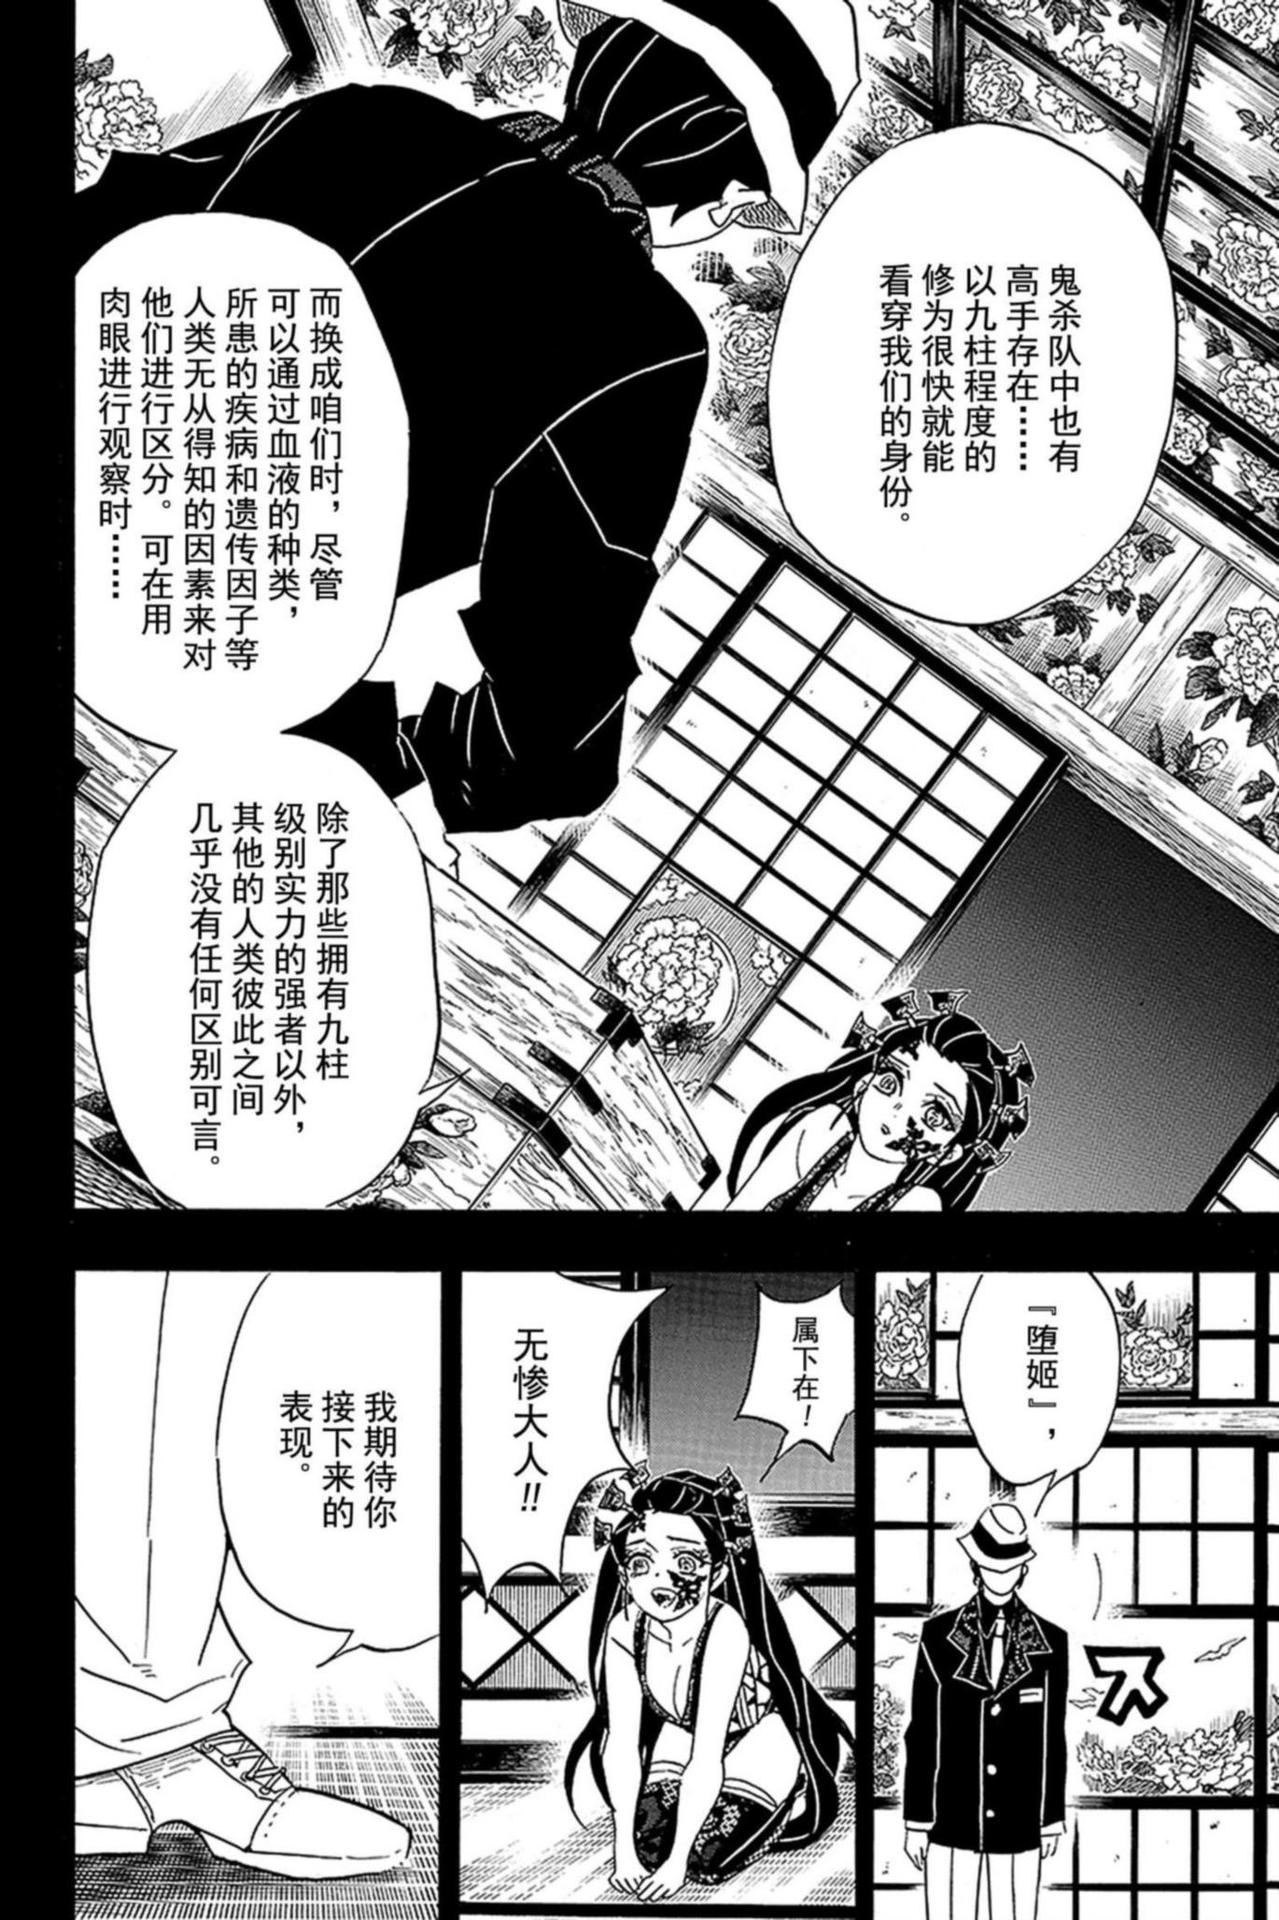 鬼杀队中也有
高手存在……
以九柱程度的
修为很快就能
看穿我们的身份。
而换成咱们时，尽管
可以通过血液的种类，
所患的疾病和遗传因子等
人类无从得知的因素来对
他们进行区分。可在用
肉眼进行观察时……
除了那些拥有九柱
级别实力的强者以外，
其他的人类彼此之间
几乎没有任何区别可言。
『堕姬』，
ス
属下在！
无惨大人！！
我期待你
接下来的
表现。